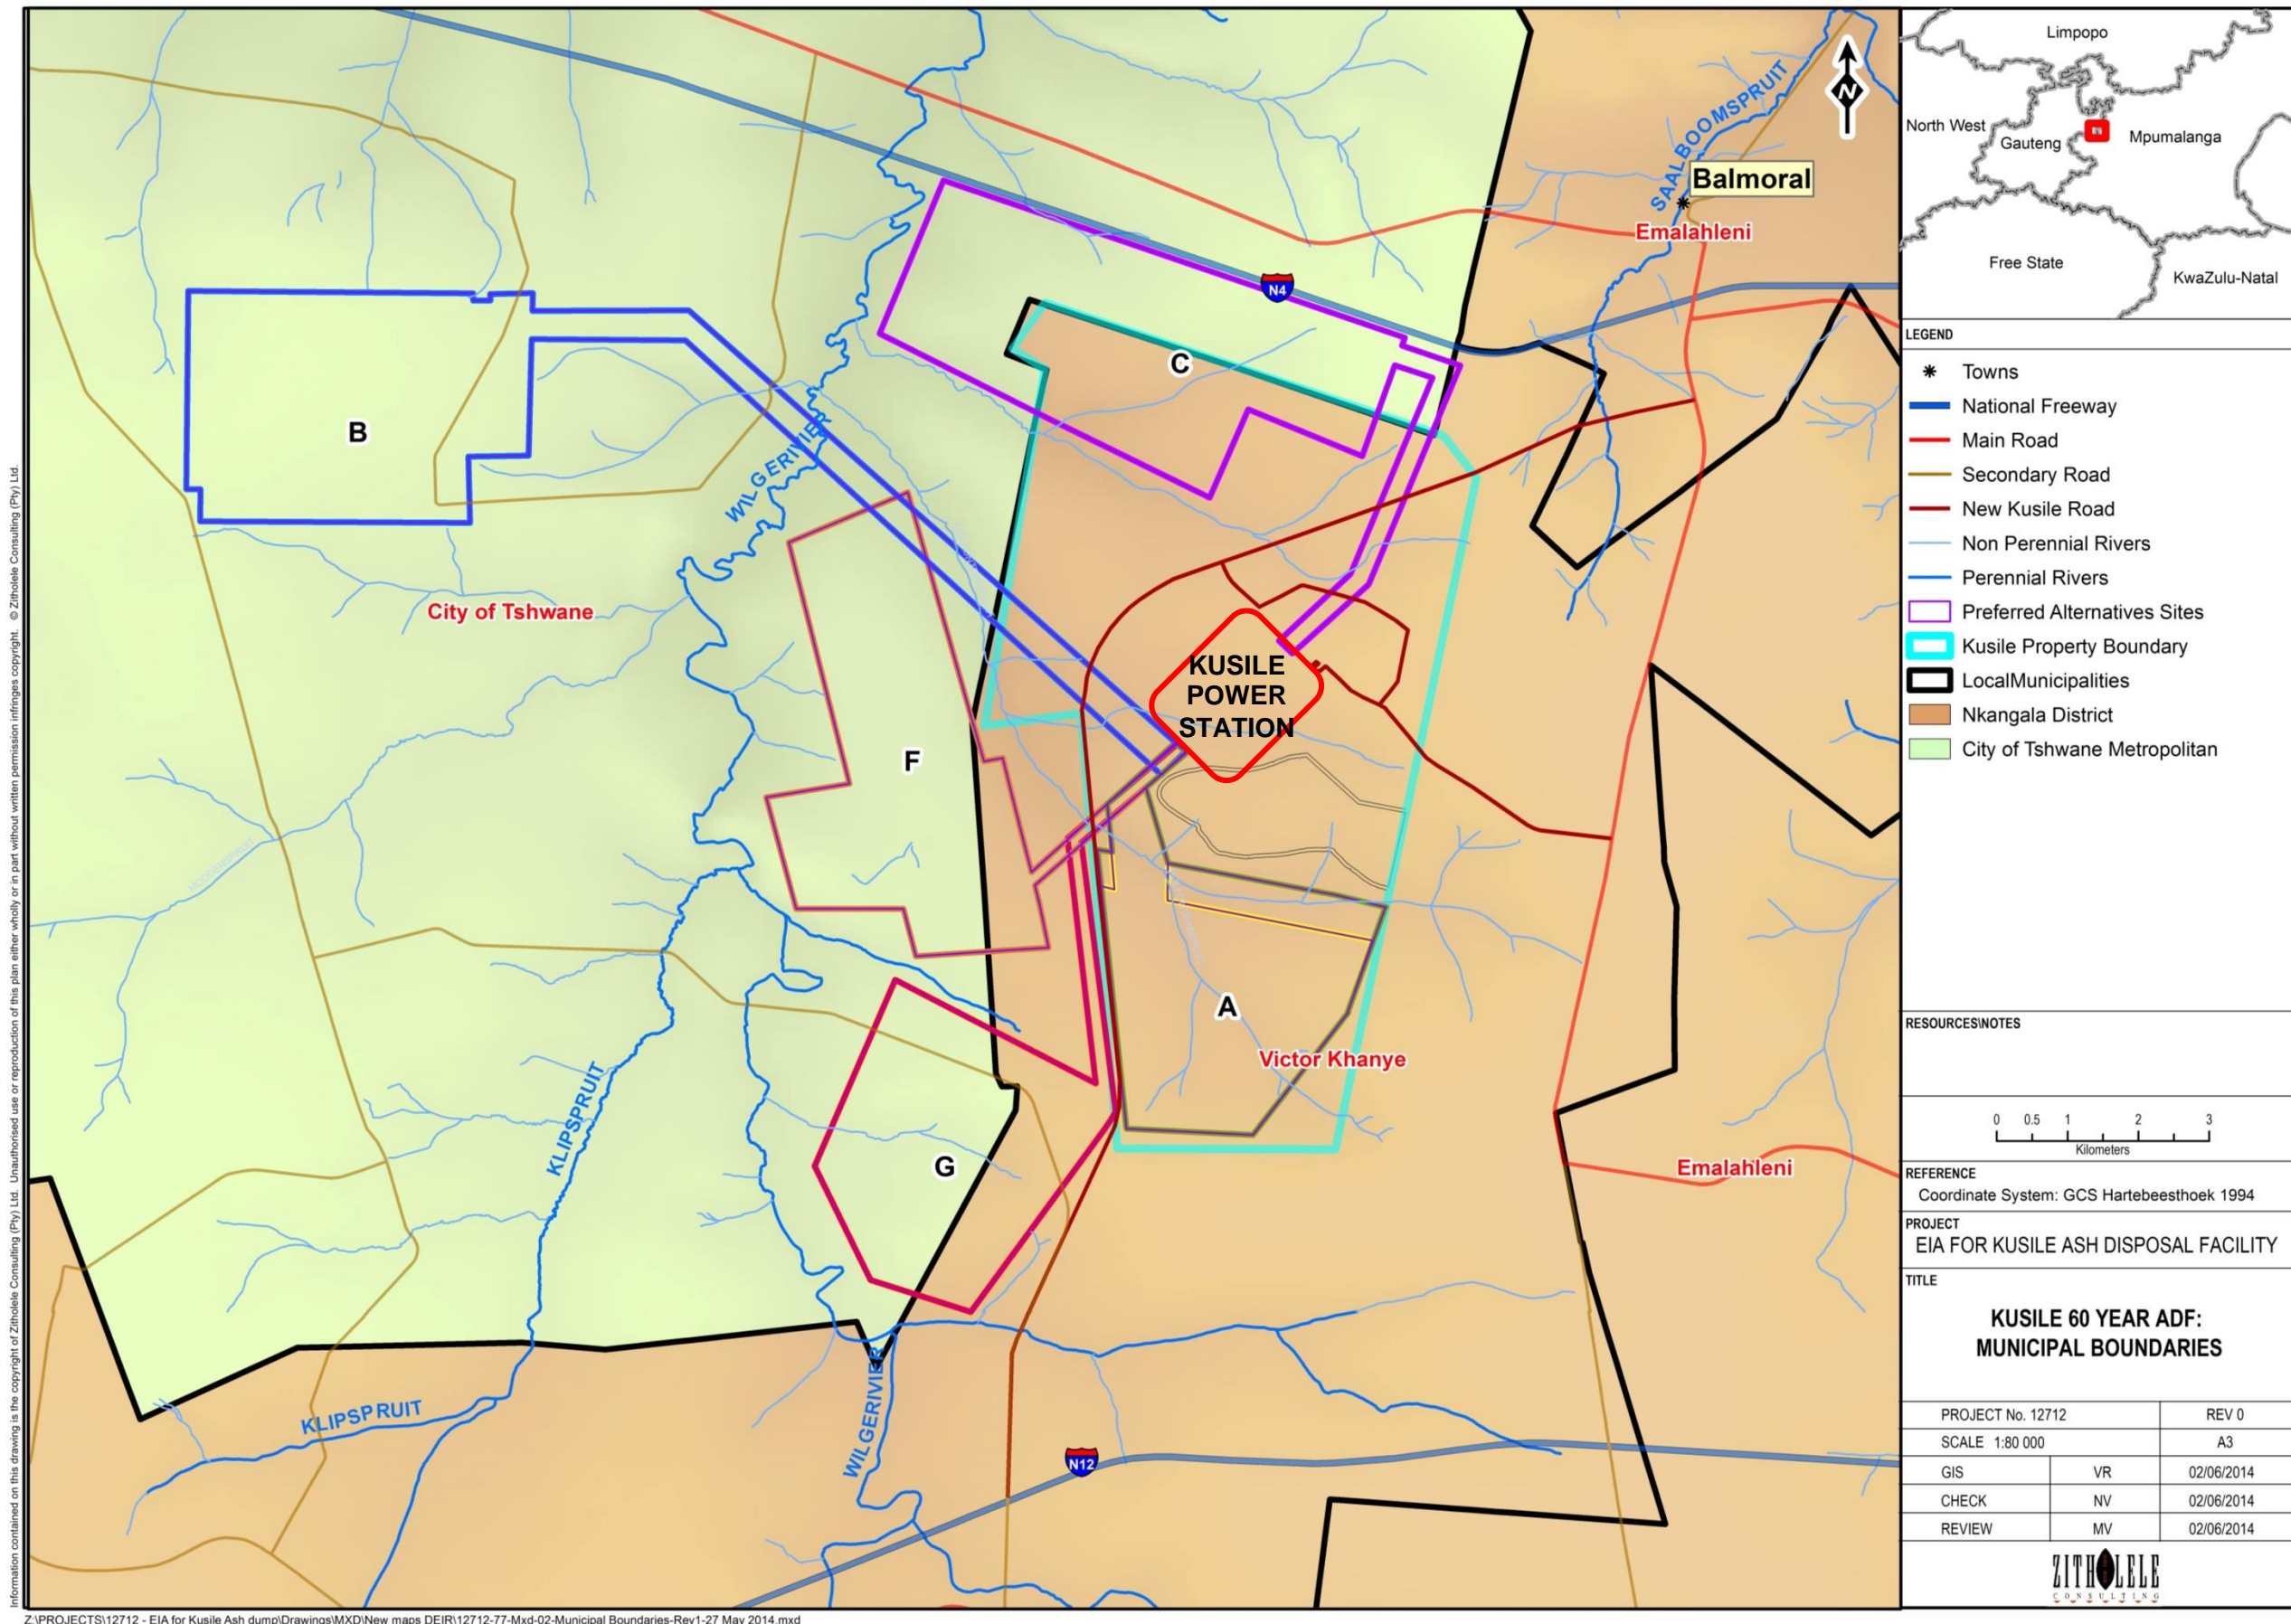 SAALBOOMSPRUIT
N
Balmoral
Emalahleni
N4
C
B
WILGERIVIER
KUSILE
POWER
STATION
City of Tshwane
F
MODDERSPRUIT
A
Victor Khanye
KLIPSPRUIT
G
Emalahleni
WILGERIVIER
KLIPSPRUIT
N12
Limpopo
North West
Gauteng
Mpumalanga
Free State
KwaZulu-Natal
LEGEND
Towns
National Freeway
Main Road
Secondary Road
New Kusile Road
Non Perennial Rivers
Perennial Rivers
Preferred Alternatives Sites
Kusile Property Boundary
LocalMunicipalities
Nkangala District
City of Tshwane Metropolitan
RESOURCES\NOTES
0 0.5 1 2 3
Kilometers
REFERENCE
Coordinate System: GCS Hartebeesthoek 1994
PROJECT
EIA FOR KUSILE ASH DISPOSAL FACILITY
TITLE
KUSILE 60 YEAR ADF:
MUNICIPAL BOUNDARIES
PROJECT No. 12712 REV 0
SCALE 1:80 000 A3
GIS VR 02/06/2014
CHECK NV 02/06/2014
REVIEW MV 02/06/2014
ZITHOLELE
CONSULTING
Information contained on this drawing is the copyright of Zitholele Consulting (Pty) Ltd. Unauthorised use or reproduction of this plan either wholly or in part without written permission infringes copyright. © Zitholele Consulting (Pty) Ltd.
Z:\PROJECTS\12712 - EIA for Kusile Ash dump\Drawings\MXD\New maps DEIR\12712-77-Mxd-02-Municipal Boundaries-Rev1-27 May 2014.mxd